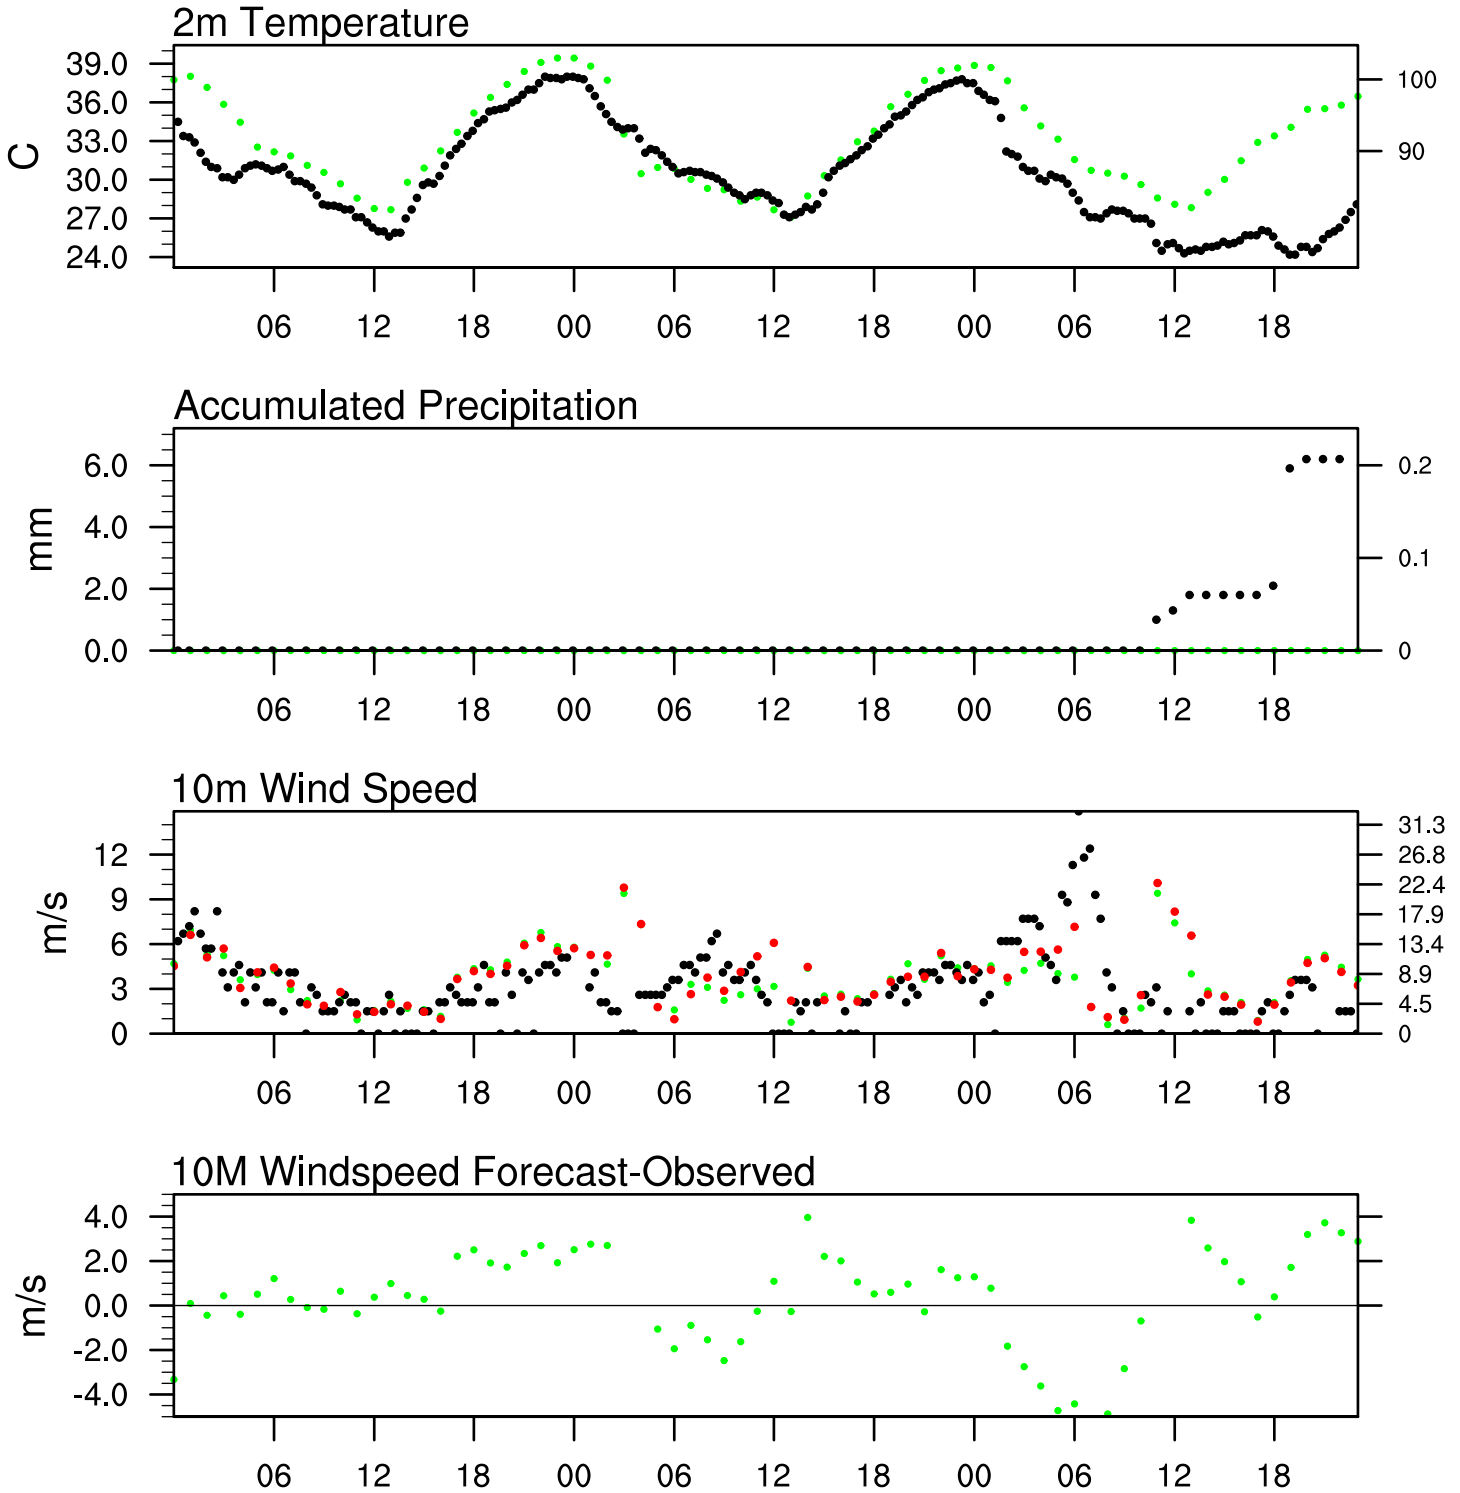 2m Temperature
39.0
36.0
33.0
30.0
27.0
24.0
C
100
90
06 12 18 00 06 12 18 00 06 12 18
Accumulated Precipitation
6.0
4.0
2.0
0.0
mm
0.2
0.1
0
06 12 18 00 06 12 18 00 06 12 18
10m Wind Speed
12
9
6
3
0
m/s
31.3
26.8
22.4
17.9
13.4
8.9
4.5
0
06 12 18 00 06 12 18 00 06 12 18
10M Windspeed Forecast-Observed
4.0
2.0
0.0
-2.0
-4.0
m/s
06 12 18 00 06 12 18 00 06 12 18